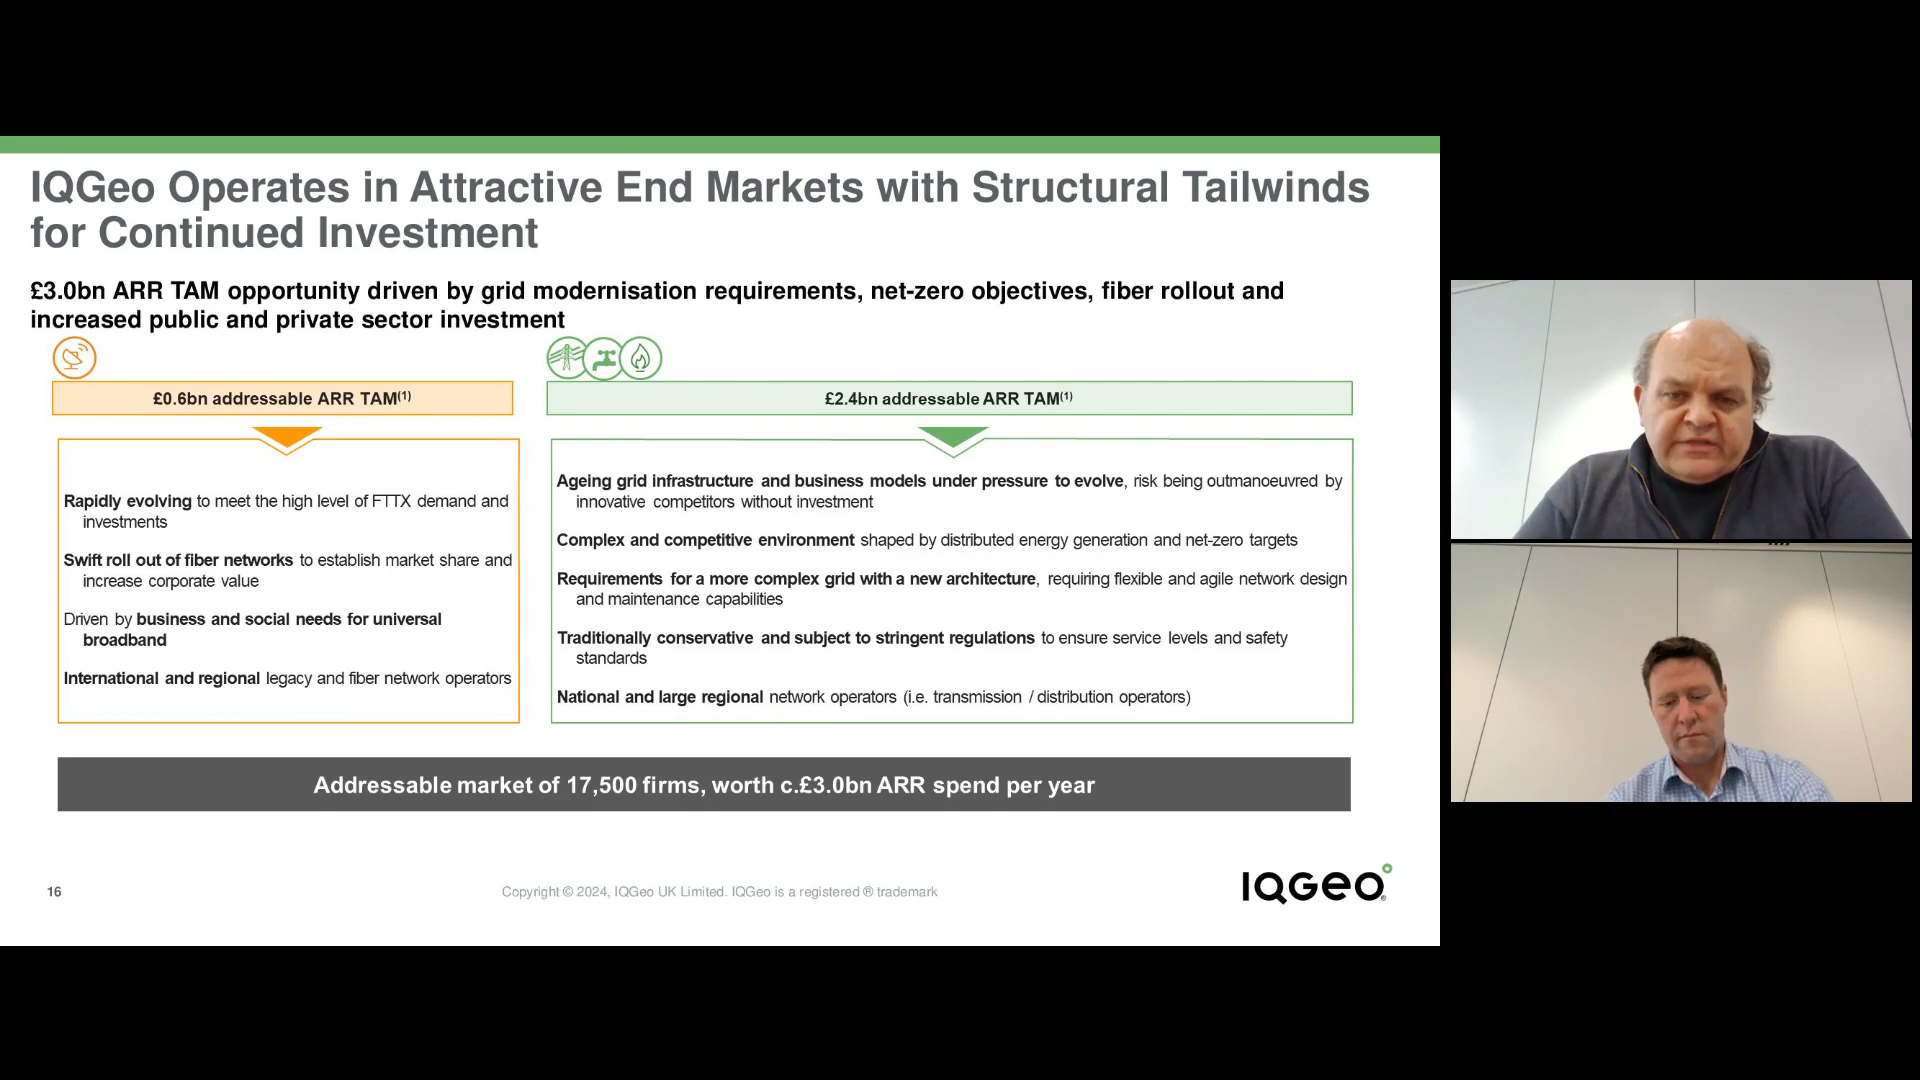 IQGeo Operates in Attractive End Markets with Structural Tailwinds
for Continued Investment
£3.0bn ARR TAM opportunity driven by grid modernisation requirements, net-zero objectives, fiber rollout and
increased public and private sector investment
£0.6bn addressable ARR TAM(1)
Rapidly evolving to meet the high level of FTTX demand and
investments
Swift roll out of fiber networks to establish market share and
increase corporate value
Driven by business and social needs for universal
broadband
International and regional legacy and fiber network operators
£2.4bn addressable ARR TAM(1)
Ageing grid infrastructure and business models under pressure to evolve, risk being outmanoeuvred by
innovative competitors without investment
Complex and competitive environment shaped by distributed energy generation and net-zero targets
Requirements for a more complex grid with a new architecture, requiring flexible and agile network design
and maintenance capabilities
Traditionally conservative and subject to stringent regulations to ensure service levels and safety
standards
National and large regional network operators (i.e. transmission / distribution operators)
Addressable market of 17,500 firms, worth c.£3.0bn ARR spend per year
16
Copyright © 2024, IQGeo UK Limited. IQGeo is a registered ® trademark
IQGeo®